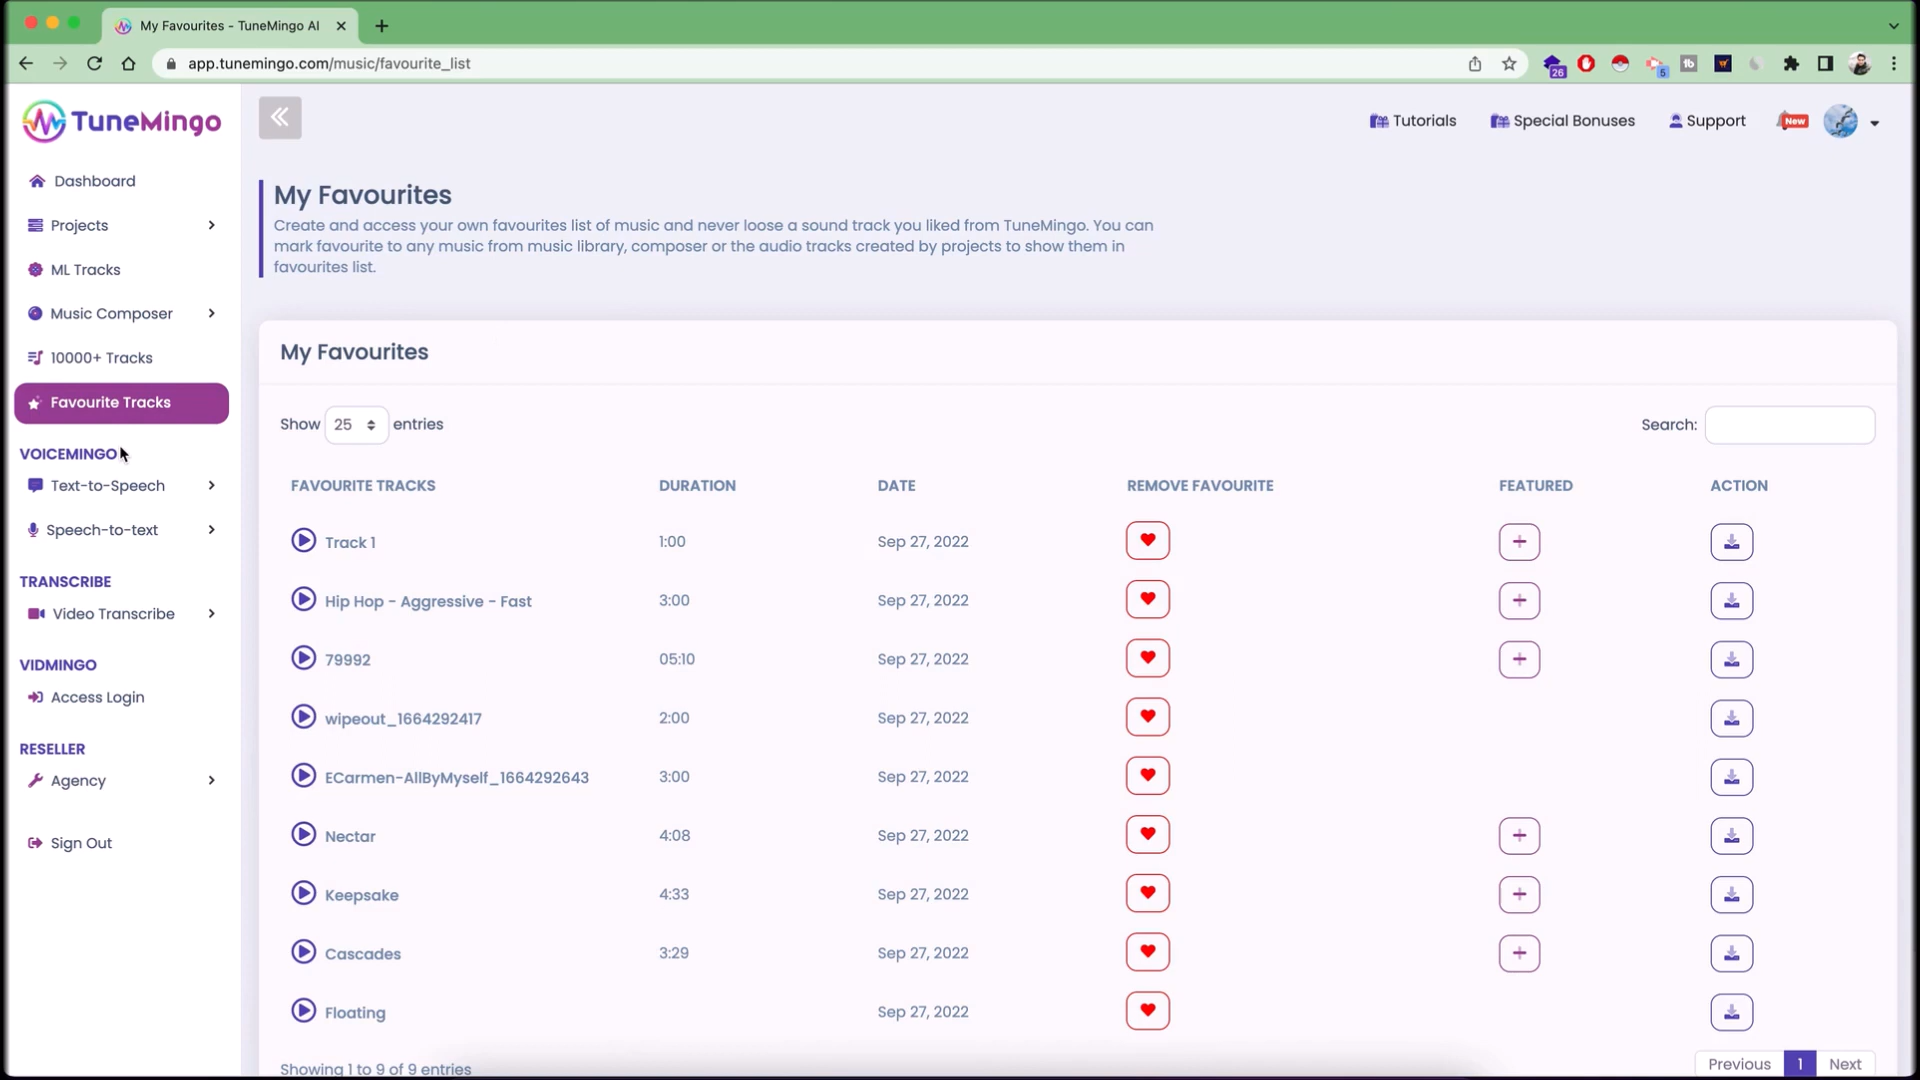 My Favourites - TuneMingo AI
app.tunemingo.com/music/favourite_list
26
5
tb
TuneMingo
Tutorials
Special Bonuses
Support
New
Dashboard
Projects
ML Tracks
Music Composer
10000+ Tracks
Favourite Tracks
VOICEMINGO
Text-to-Speech
Speech-to-text
TRANSCRIBE
Video Transcribe
VIDMINGO
Access Login
RESELLER
Agency
Sign Out
My Favourites
Create and access your own favourites list of music and never loose a sound track you liked from TuneMingo. You can
mark favourite to any music from music library, composer or the audio tracks created by projects to show them in
favourites list.
My Favourites
Show 25 entries
Search:
FAVOURITE TRACKS DURATION DATE REMOVE FAVOURITE FEATURED ACTION
Track 1 1:00 Sep 27, 2022
Hip Hop - Aggressive - Fast 3:00 Sep 27, 2022
79992 05:10 Sep 27, 2022
wipeout_1664292417 2:00 Sep 27, 2022
ECarmen-AllByMyself_1664292643 3:00 Sep 27, 2022
Nectar 4:08 Sep 27, 2022
Keepsake 4:33 Sep 27, 2022
Cascades 3:29 Sep 27, 2022
Floating Sep 27, 2022
Showing 1 to 9 of 9 entries
Previous 1 Next